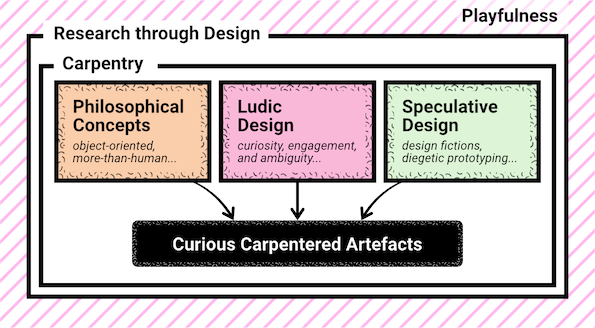 Playfulness
Research through Design
Carpentry
Philosophical
Concepts
object-oriented,
more-than-human...
Ludic
Design
curiosity, engagement,
and ambiguity...
Speculative
Design
design fictions,
diegetic prototyping...
Curious Carpentered Artefacts